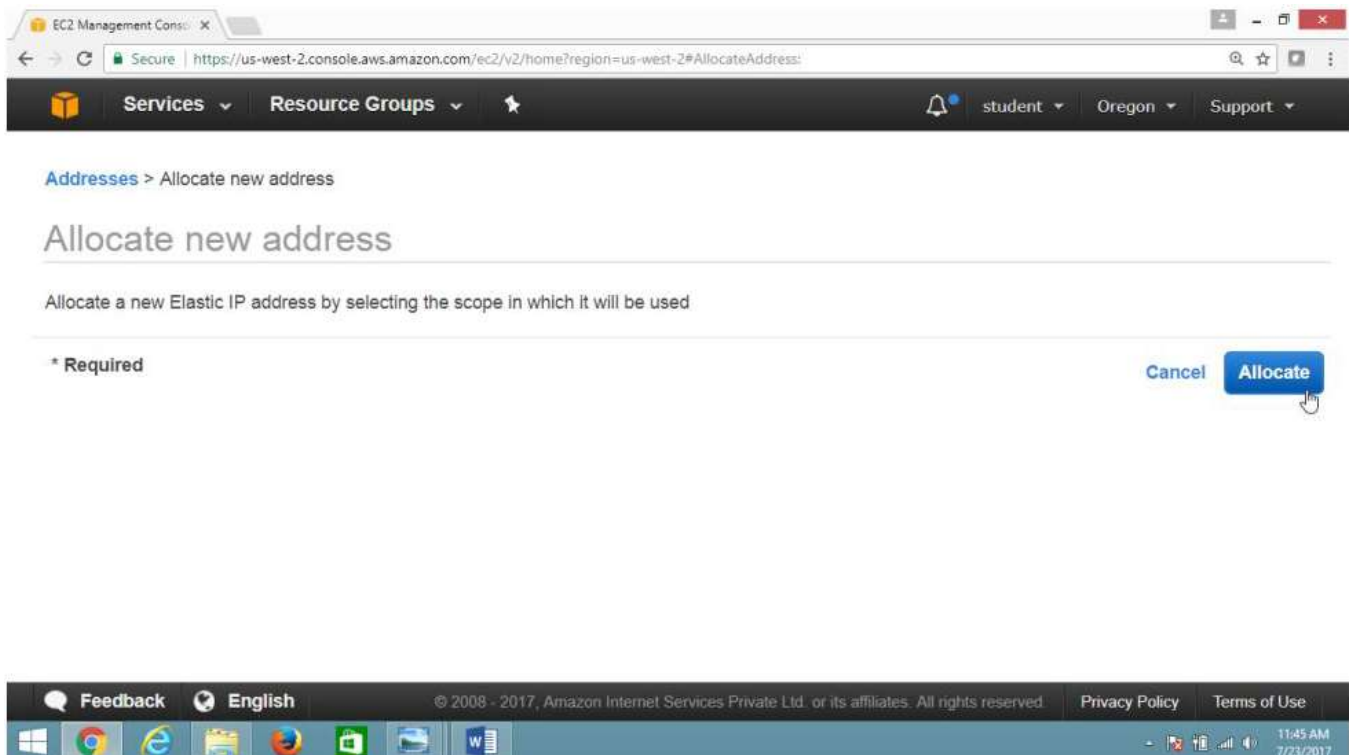 EC2 Management Cons
Secure https://us-west-2.console.aws.amazon.com/ec2/v2/home?region=us-west-2#AllocateAddress:
Services Resource Groups student Oregon Support
Addresses > Allocate new address
Allocate new address
Allocate a new Elastic IP address by selecting the scope in which it will be used
* Required
Cancel Allocate
Feedback English © 2008 - 2017, Amazon Internet Services Private Ltd. or its affiliates. All rights reserved. Privacy Policy Terms of Use
11:45 AM
7/23/2017